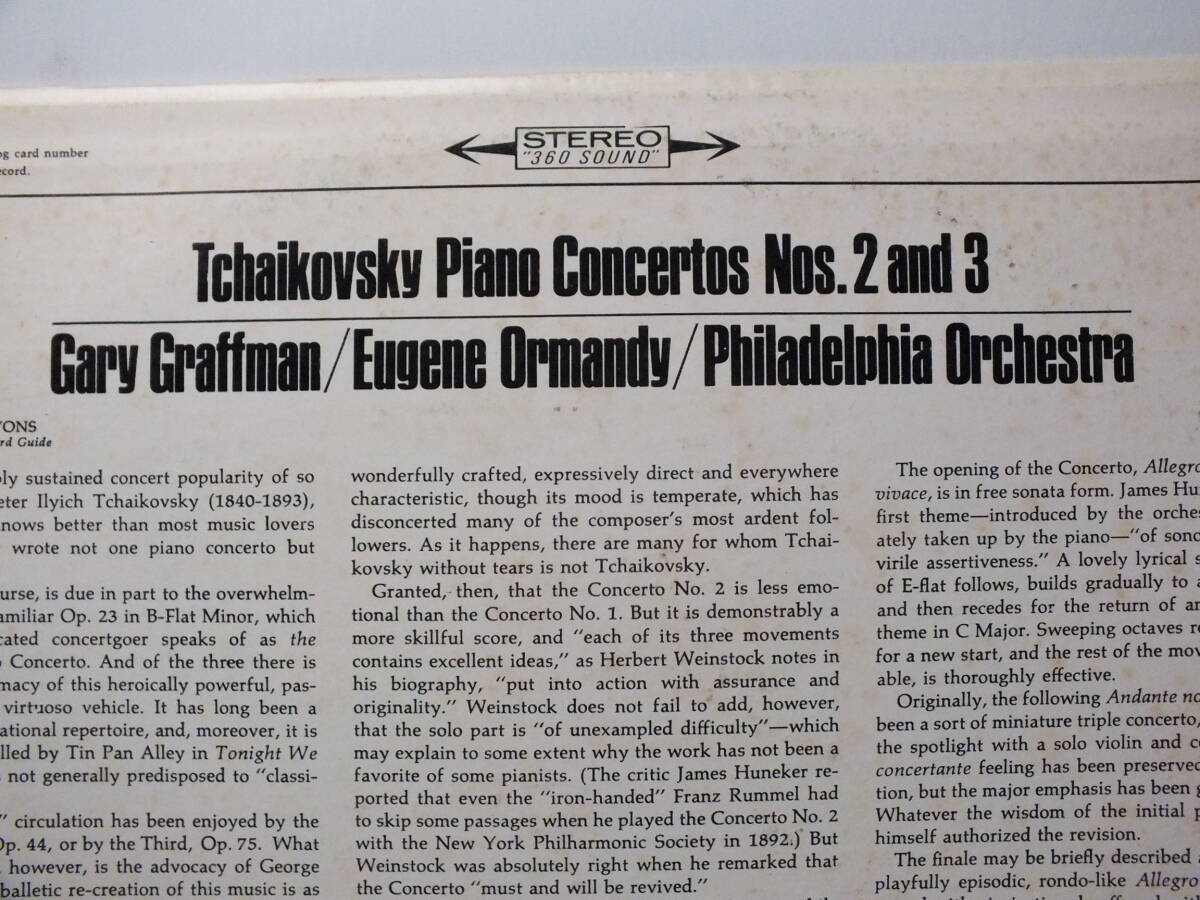 og card number
ecord.
STEREO
"360 SOUND"
Tchaikovsky Piano Concertos Nos. 2 and 3
Gary Graffman/Eugene Ormandy/Philadelphia Orchestra
YONS
rd Guide
ly sustained concert popularity of so
eter Ilyich Tchaikovsky (1840-1893),
nows better than most music lovers
wrote not one piano concerto but
urse, is due in part to the overwhelm-
amiliar Op. 23 in B-Flat Minor, which
cated concertgoer speaks of as the
Concerto. And of the three there is
macy of this heroically powerful, pas-
virtuoso vehicle. It has long been a
ational repertoire, and, moreover, it is
lled by Tin Pan Alley in Tonight We
not generally predisposed to "classi-
" circulation has been enjoyed by the
Op. 44, or by the Third, Op. 75. What
however, is the advocacy of George
balletic re-creation of this music is as
wonderfully crafted, expressively direct and everywhere
characteristic, though its mood is temperate, which has
disconcerted many of the composer's most ardent fol-
lowers. As it happens, there are many for whom Tchai-
kovsky without tears is not Tchaikovsky.
Granted, then, that the Concerto No. 2 is less emo-
tional than the Concerto No. 1. But it is demonstrably a
more skillful score, and "each of its three movements
contains excellent ideas," as Herbert Weinstock notes in
his biography, "put into action with assurance and
originality." Weinstock does not fail to add, however,
that the solo part is "of unexampled difficulty"—which
may explain to some extent why the work has not been a
favorite of some pianists. (The critic James Huneker re-
ported that even the "iron-handed" Franz Rummel had
to skip some passages when he played the Concerto No. 2
with the New York Philharmonic Society in 1892.) But
Weinstock was absolutely right when he remarked that
the Concerto "must and will be revived."
The opening of the Concerto, Allegro
vivace, is in free sonata form. James Hu
first theme—introduced by the orches
ately taken up by the piano—"of sono
virile assertiveness." A lovely lyrical s
of E-flat follows, builds gradually to a
and then recedes for the return of an
theme in C Major. Sweeping octaves re
for a new start, and the rest of the mov
able, is thoroughly effective.
Originally, the following Andante no
been a sort of miniature triple concerto,
the spotlight with a solo violin and c
concertante feeling has been preserved
tion, but the major emphasis has been g
Whatever the wisdom of the initial p
himself authorized the revision.
The finale may be briefly described a
playfully episodic, rondo-like Allegro